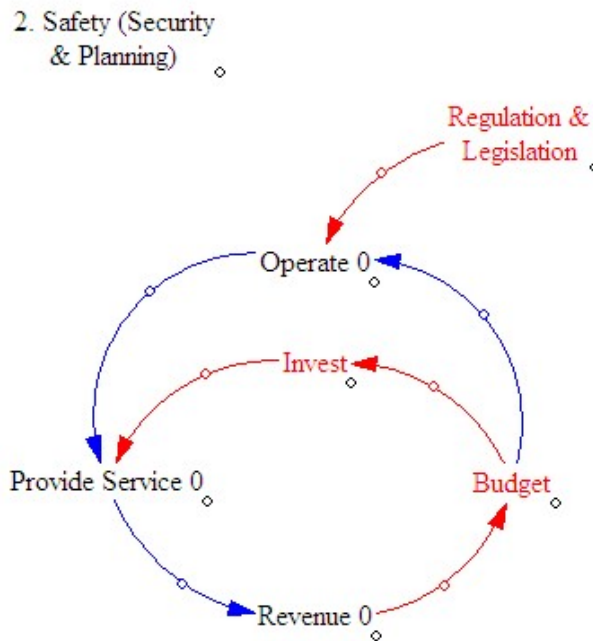 2. Safety (Security
& Planning)
Regulation &
Legislation
Operate 0
Invest
Provide Service 0
Budget
Revenue 0